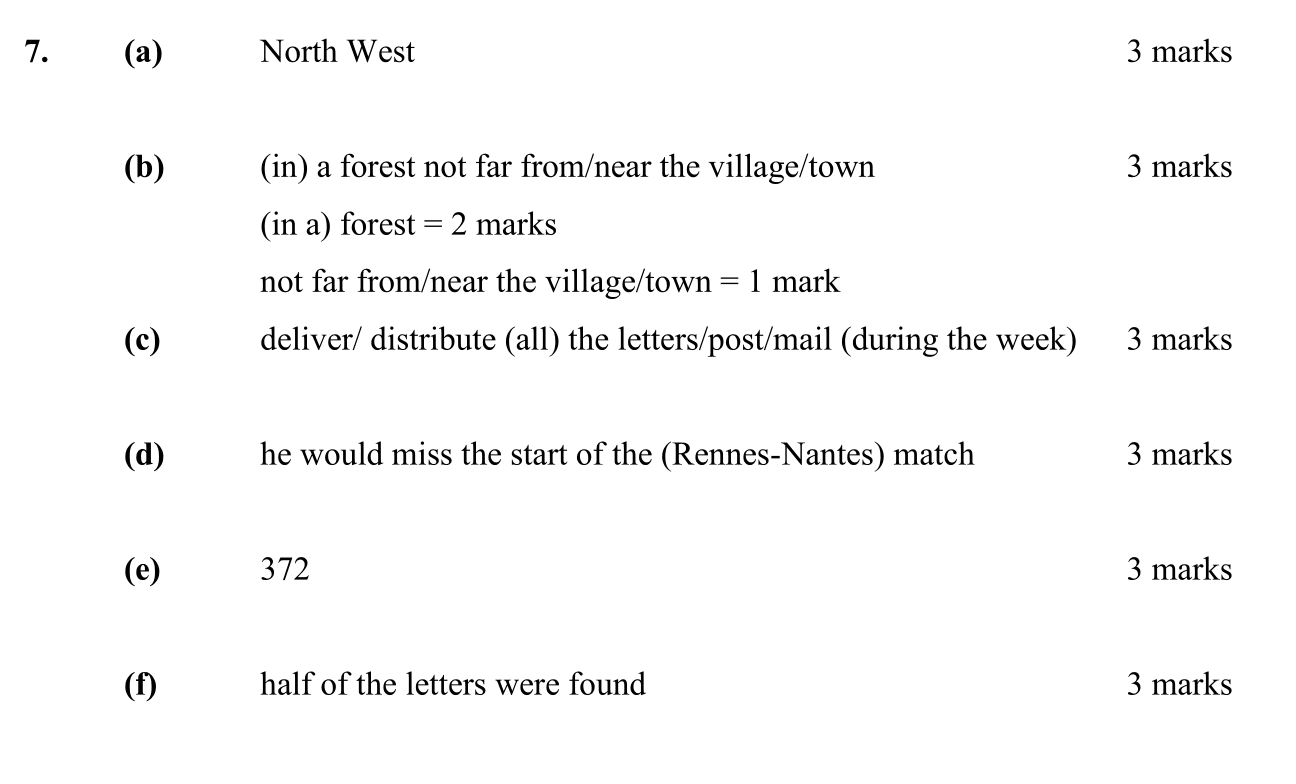 7. (a) North West 3 marks
(b) (in) a forest not far from/near the village/town 3 marks
(in a) forest = 2 marks
not far from/near the village/town = 1 mark
(c) deliver/ distribute (all) the letters/post/mail (during the week) 3 marks
(d) he would miss the start of the (Rennes-Nantes) match 3 marks
(e) 372 3 marks
(f) half of the letters were found 3 marks